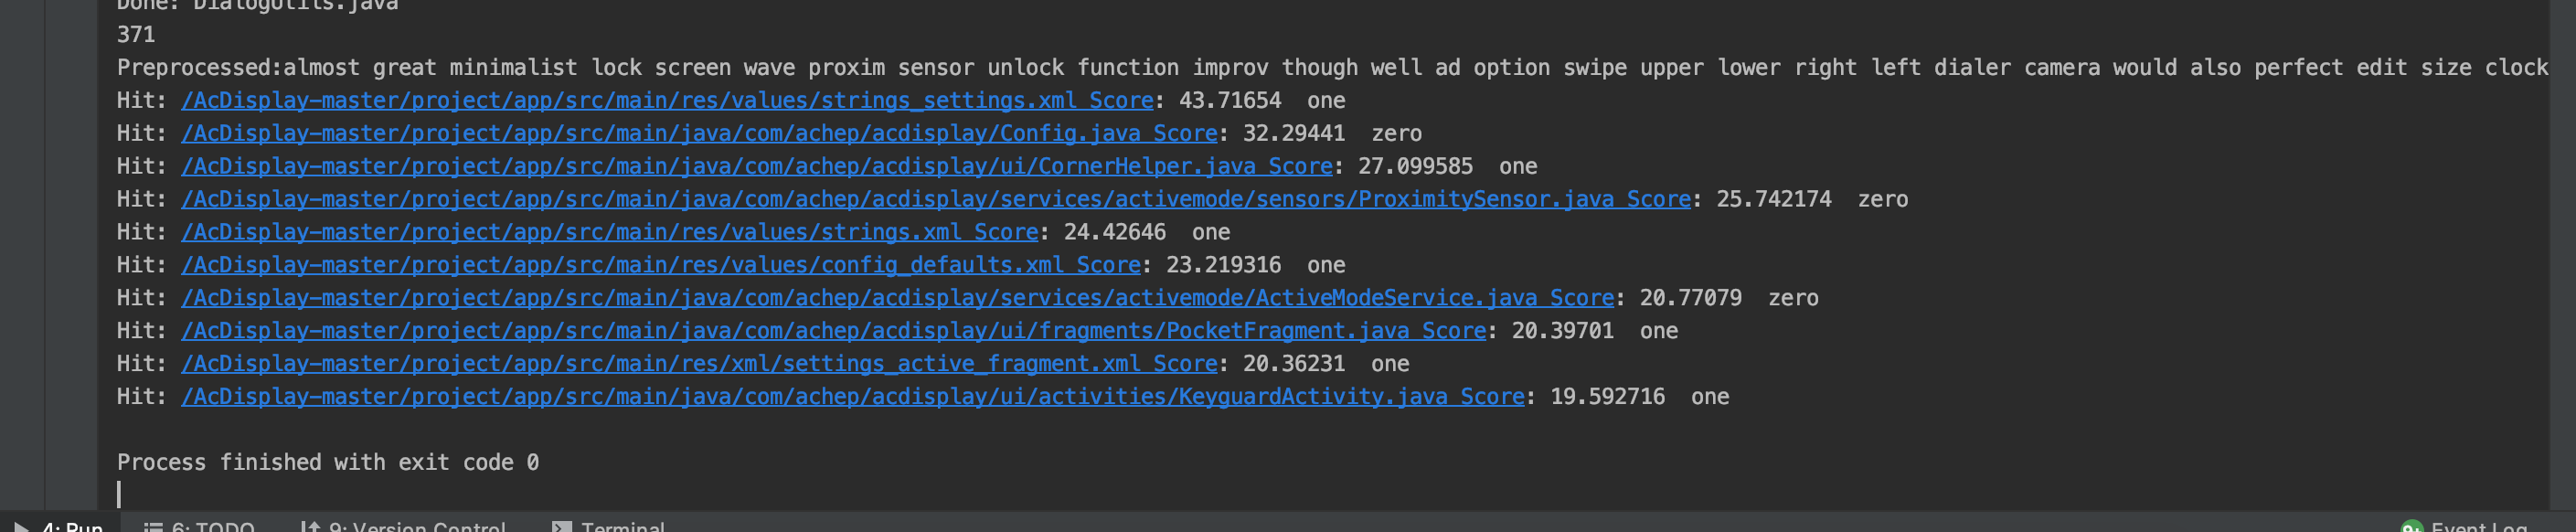 Done: DialogUtils.java
371
Preprocessed:almost great minimalist lock screen wave proxim sensor unlock function improv though well ad option swipe upper lower right left dialer camera would also perfect edit size clock
Hit: /AcDisplay-master/project/app/src/main/res/values/strings_settings.xml Score: 43.71654  one
Hit: /AcDisplay-master/project/app/src/main/java/com/achep/acdisplay/Config.java Score: 32.29441  zero
Hit: /AcDisplay-master/project/app/src/main/java/com/achep/acdisplay/ui/CornerHelper.java Score: 27.099585  one
Hit: /AcDisplay-master/project/app/src/main/java/com/achep/acdisplay/services/activemode/sensors/ProximitySensor.java Score: 25.742174  zero
Hit: /AcDisplay-master/project/app/src/main/res/values/strings.xml Score: 24.42646  one
Hit: /AcDisplay-master/project/app/src/main/res/values/config_defaults.xml Score: 23.219316  one
Hit: /AcDisplay-master/project/app/src/main/java/com/achep/acdisplay/services/activemode/ActiveModeService.java Score: 20.77079  zero
Hit: /AcDisplay-master/project/app/src/main/java/com/achep/acdisplay/ui/fragments/PocketFragment.java Score: 20.39701  one
Hit: /AcDisplay-master/project/app/src/main/res/xml/settings_active_fragment.xml Score: 20.36231  one
Hit: /AcDisplay-master/project/app/src/main/java/com/achep/acdisplay/ui/activities/KeyguardActivity.java Score: 19.592716  one
Process finished with exit code 0
4: Run 6: TODO 9: Version Control Terminal Event Log